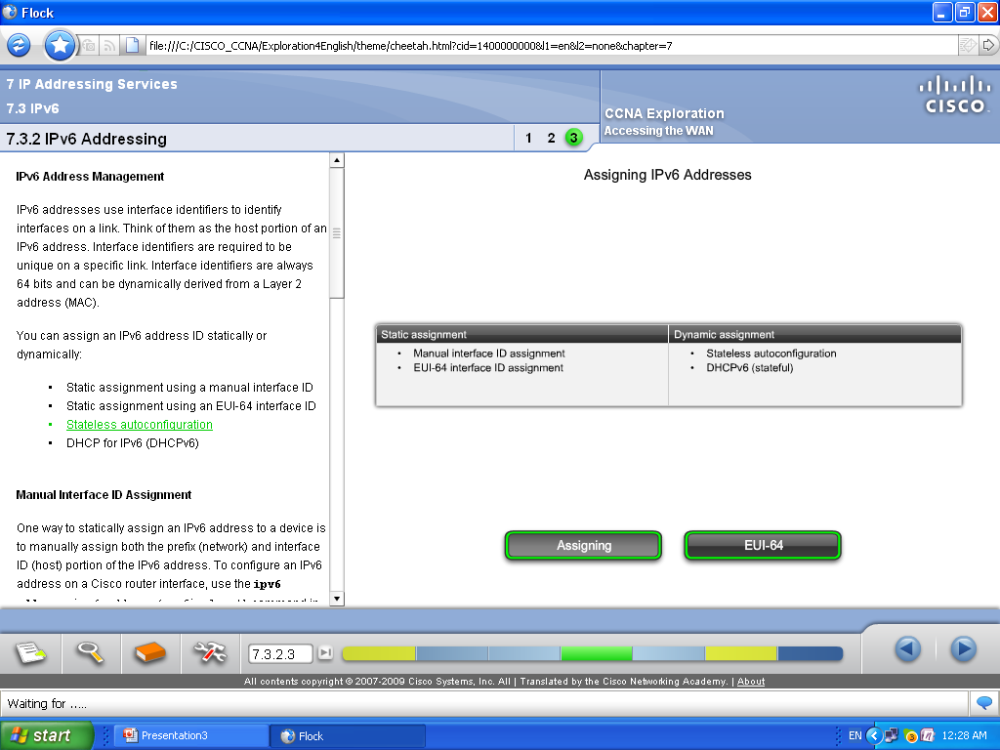 Flock
file:///C:/CISCO_CCNA/Exploration4English/theme/cheetah.html?cid=1400000000&l1=en&l2=none&chapter=7
7 IP Addressing Services
7.3 IPv6
CCNA Exploration
Accessing the WAN
CISCO
7.3.2 IPv6 Addressing
1 2 3
IPv6 Address Management
IPv6 addresses use interface identifiers to identify
interfaces on a link. Think of them as the host portion of an
IPv6 address. Interface identifiers are required to be
unique on a specific link. Interface identifiers are always
64 bits and can be dynamically derived from a Layer 2
address (MAC).
You can assign an IPv6 address ID statically or
dynamically:
• Static assignment using a manual interface ID
• Static assignment using an EUI-64 interface ID
• Stateless autoconfiguration
• DHCP for IPv6 (DHCPv6)
Manual Interface ID Assignment
One way to statically assign an IPv6 address to a device is
to manually assign both the prefix (network) and interface
ID (host) portion of the IPv6 address. To configure an IPv6
address on a Cisco router interface, use the ipv6
Assigning IPv6 Addresses
Static assignment
• Manual interface ID assignment
• EUI-64 interface ID assignment
Dynamic assignment
• Stateless autoconfiguration
• DHCPv6 (stateful)
Assigning
EUI-64
7.3.2.3
All contents copyright © 2007-2009 Cisco Systems, Inc. All | Translated by the Cisco Networking Academy. | About
Waiting for .....
start
Presentation3
Flock
EN
12:28 AM